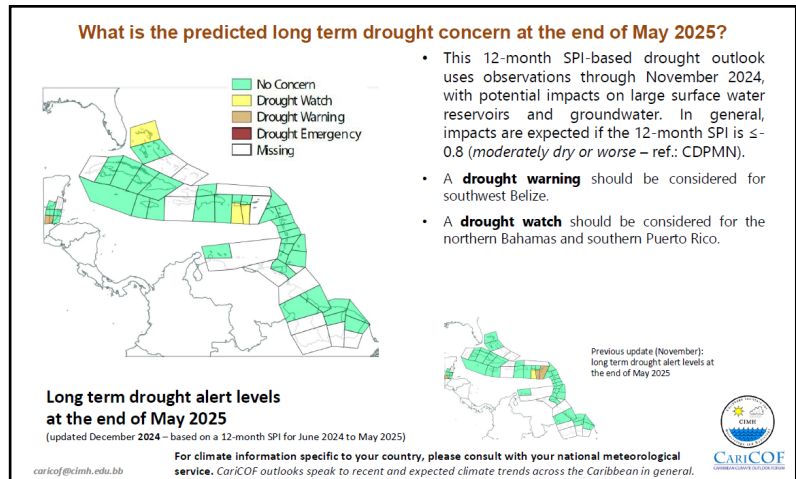 What is the predicted long term drought concern at the end of May 2025?
No Concern
Drought Watch
Drought Warning
Drought Emergency
Missing
• This 12-month SPI-based drought outlook
uses observations through November 2024,
with potential impacts on large surface water
reservoirs and groundwater. In general,
impacts are expected if the 12-month SPI is ≤-
0.8 (moderately dry or worse – ref.: CDPMN).
• A drought warning should be considered for
southwest Belize.
• A drought watch should be considered for the
northern Bahamas and southern Puerto Rico.
Previous update (November):
long term drought alert levels at
the end of May 2025
Long term drought alert levels
at the end of May 2025
(updated December 2024 – based on a 12-month SPI for June 2024 to May 2025)
CIMH
CARICOF
CARIBBEAN CLIMATE OUTLOOK FORUM
For climate information specific to your country, please consult with your national meteorological
service. CariCOF outlooks speak to recent and expected climate trends across the Caribbean in general.
caricof@cimh.edu.bb